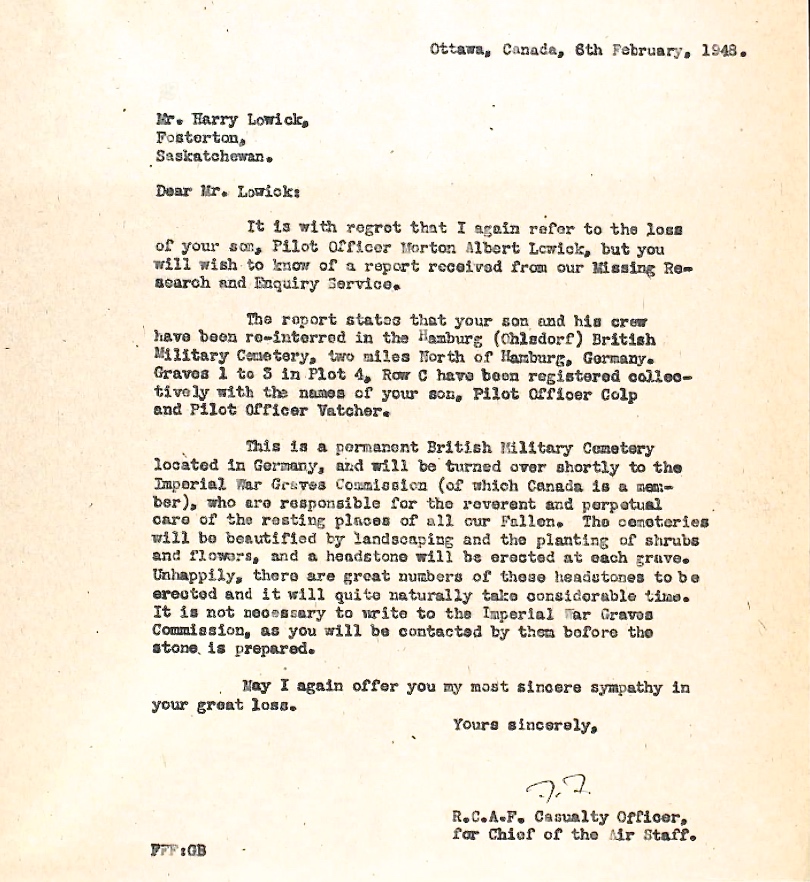 Ottawa, Canada, 6th February, 1948.
Mr. Harry Lowick,
Fosterton,
Saskatchewan.
Dear Mr. Lowick:
It is with regret that I again refer to the loss
of your son, Pilot Officer Morton Albert Lowick, but you
will wish to know of a report received from our Missing Re-
search and Enquiry Service.
The report states that your son and his crew
have been re-interred in the Hamburg (Ohlsdorf) British
Military Cemetery, two miles North of Hamburg, Germany.
Graves 1 to 3 in Plot 4, Row C have been registered collec-
tively with the names of your son, Pilot Officer Colp
and Pilot Officer Vatcher.
This is a permanent British Military Cemetery
located in Germany, and will be turned over shortly to the
Imperial War Graves Commission (of which Canada is a mem-
ber), who are responsible for the reverent and perpetual
care of the resting places of all our Fallen. The cemeteries
will be beautified by landscaping and the planting of shrubs
and flowers, and a headstone will be erected at each grave.
Unhappily, there are great numbers of these headstones to be
erected and it will quite naturally take considerable time.
It is not necessary to write to the Imperial War Graves
Commission, as you will be contacted by them before the
stone is prepared.
May I again offer you my most sincere sympathy in
your great loss.
Yours sincerely,
R.C.A.F. Casualty Officer,
for Chief of the Air Staff.
FFF:GB